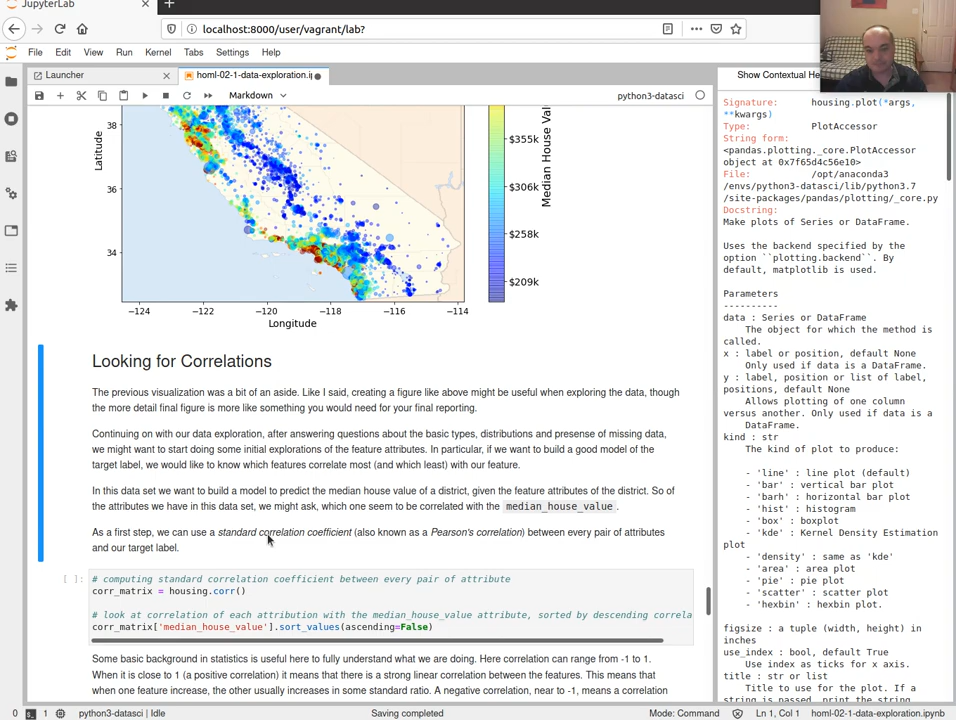 JupyterLab
localhost:8000/user/vagrant/lab?
File Edit View Run Kernel Tabs Settings Help
Launcher
homl-02-1-data-exploration.ip
Show Contextual He
Markdown
python3-datasci
Latitude
38
36
34
−124 −122 −120 −118 −116 −114
Longitude
$355k
$306k
$258k
$209k
Median House Val
Looking for Correlations
The previous visualization was a bit of an aside. Like I said, creating a figure like above might be useful when exploring the data, though
the more detail final figure is more like something you would need for your final reporting.
Continuing on with our data exploration, after answering questions about the basic types, distributions and presense of missing data,
we might want to start doing some initial explorations of the feature attributes. In particular, if we want to build a good model of the
target label, we would like to know which features correlate most (and which least) with our feature.
In this data set we want to build a model to predict the median house value of a district, given the feature attributes of the district. So of
the attributes we have in this data set, we might ask, which one seem to be correlated with the median_house_value .
As a first step, we can use a standard correlation coefficient (also known as a Pearson's correlation) between every pair of attributes
and our target label.
[ ]:
# computing standard correlation coefficient between every pair of attribute
corr_matrix = housing.corr()
# look at correlation of each attribution with the median_house_value attribute, sorted by descending correla
corr_matrix['median_house_value'].sort_values(ascending=False)
Some basic background in statistics is useful here to fully understand what we are doing. Here correlation can range from -1 to 1.
When it is close to 1 (a positive correlation) it means that there is a strong linear correlation between the features. This means that
when one feature increase, the other usually increases in some standard ratio. A negative correlation, near to -1, means a correlation
Signature: housing.plot(*args,
**kwargs)
Type: PlotAccessor
String form:
<pandas.plotting._core.PlotAccessor
object at 0x7f65d4c56e10>
File: /opt/anaconda3
/envs/python3-datasci/lib/python3.7
/site-packages/pandas/plotting/_core.py
Docstring:
Make plots of Series or DataFrame.
Uses the backend specified by the
option ``plotting.backend``. By
default, matplotlib is used.
Parameters
----------
data : Series or DataFrame
The object for which the method is
called.
x : label or position, default None
Only used if data is a DataFrame.
y : label, position or list of label,
positions, default None
Allows plotting of one column
versus another. Only used if data is a
DataFrame.
kind : str
The kind of plot to produce:
- 'line' : line plot (default)
- 'bar' : vertical bar plot
- 'barh' : horizontal bar plot
- 'hist' : histogram
- 'box' : boxplot
- 'kde' : Kernel Density Estimation
plot
- 'density' : same as 'kde'
- 'area' : area plot
- 'pie' : pie plot
- 'scatter' : scatter plot
- 'hexbin' : hexbin plot.
figsize : a tuple (width, height) in
inches
use_index : bool, default True
Use index as ticks for x axis.
title : str or list
Title to use for the plot. If a
string is passed, print the string
0 1 python3-datasci | Idle Saving completed Mode: Command Ln 1, Col 1 homl-02-1-data-exploration.ipynb